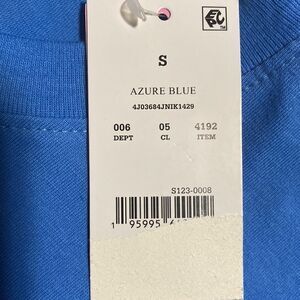 S
AZURE BLUE
4J03684JNIK1429
006 05 4192
DEPT CL ITEM
S123-0008
1 95995